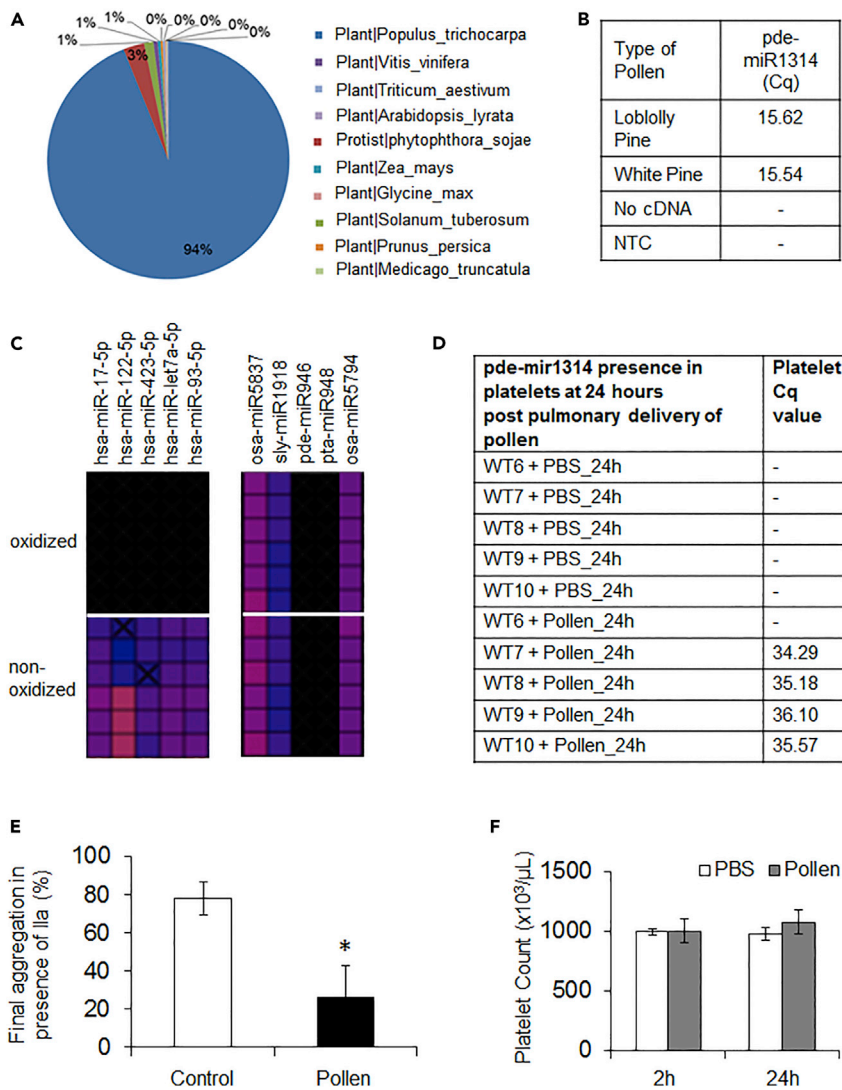 A
1%
1%
1%
0%
0%
0%
0%
0%
3%
94%
Plant|Populus_trichocarpa
Plant|Vitis_vinifera
Plant|Triticum_aestivum
Plant|Arabidopsis_lyrata
Protist|phytophthora_sojae
Plant|Zea_mays
Plant|Glycine_max
Plant|Solanum_tuberosum
Plant|Prunus_persica
Plant|Medicago_truncatula
B
Type of Pollen
pde-miR1314 (Cq)
Loblolly Pine
15.62
White Pine
15.54
No cDNA
-
NTC
-
C
hsa-miR-17-5p
hsa-miR-122-5p
hsa-miR-423-5p
hsa-miR-let7a-5p
hsa-miR-93-5p
osa-miR5837
sly-miR1918
pde-miR946
pta-miR948
osa-miR5794
oxidized
non-
oxidized
D
pde-mir1314 presence in
platelets at 24 hours
post pulmonary delivery of
pollen
Platelet
Cq
value
WT6 + PBS_24h
-
WT7 + PBS_24h
-
WT8 + PBS_24h
-
WT9 + PBS_24h
-
WT10 + PBS_24h
-
WT6 + Pollen_24h
-
WT7 + Pollen_24h
34.29
WT8 + Pollen_24h
35.18
WT9 + Pollen_24h
36.10
WT10 + Pollen_24h
35.57
E
Final aggregation in
presence of IIa (%)
100
80
60
40
20
0
*
Control
Pollen
F
Platelet Count (x10³/µL)
1500
1000
500
0
PBS
Pollen
2h
24h